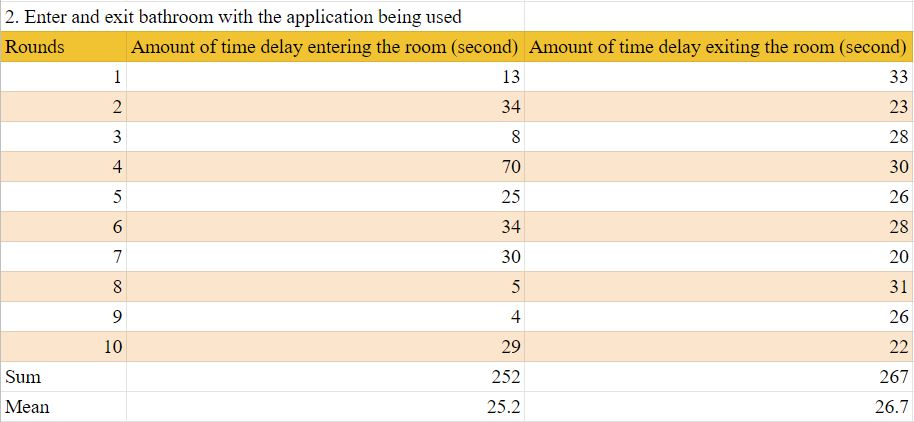 2. Enter and exit bathroom with the application being used
Rounds Amount of time delay entering the room (second) Amount of time delay exiting the room (second)
1 13 33
2 34 23
3 8 28
4 70 30
5 25 26
6 34 28
7 30 20
8 5 31
9 4 26
10 29 22
Sum 252 267
Mean 25.2 26.7